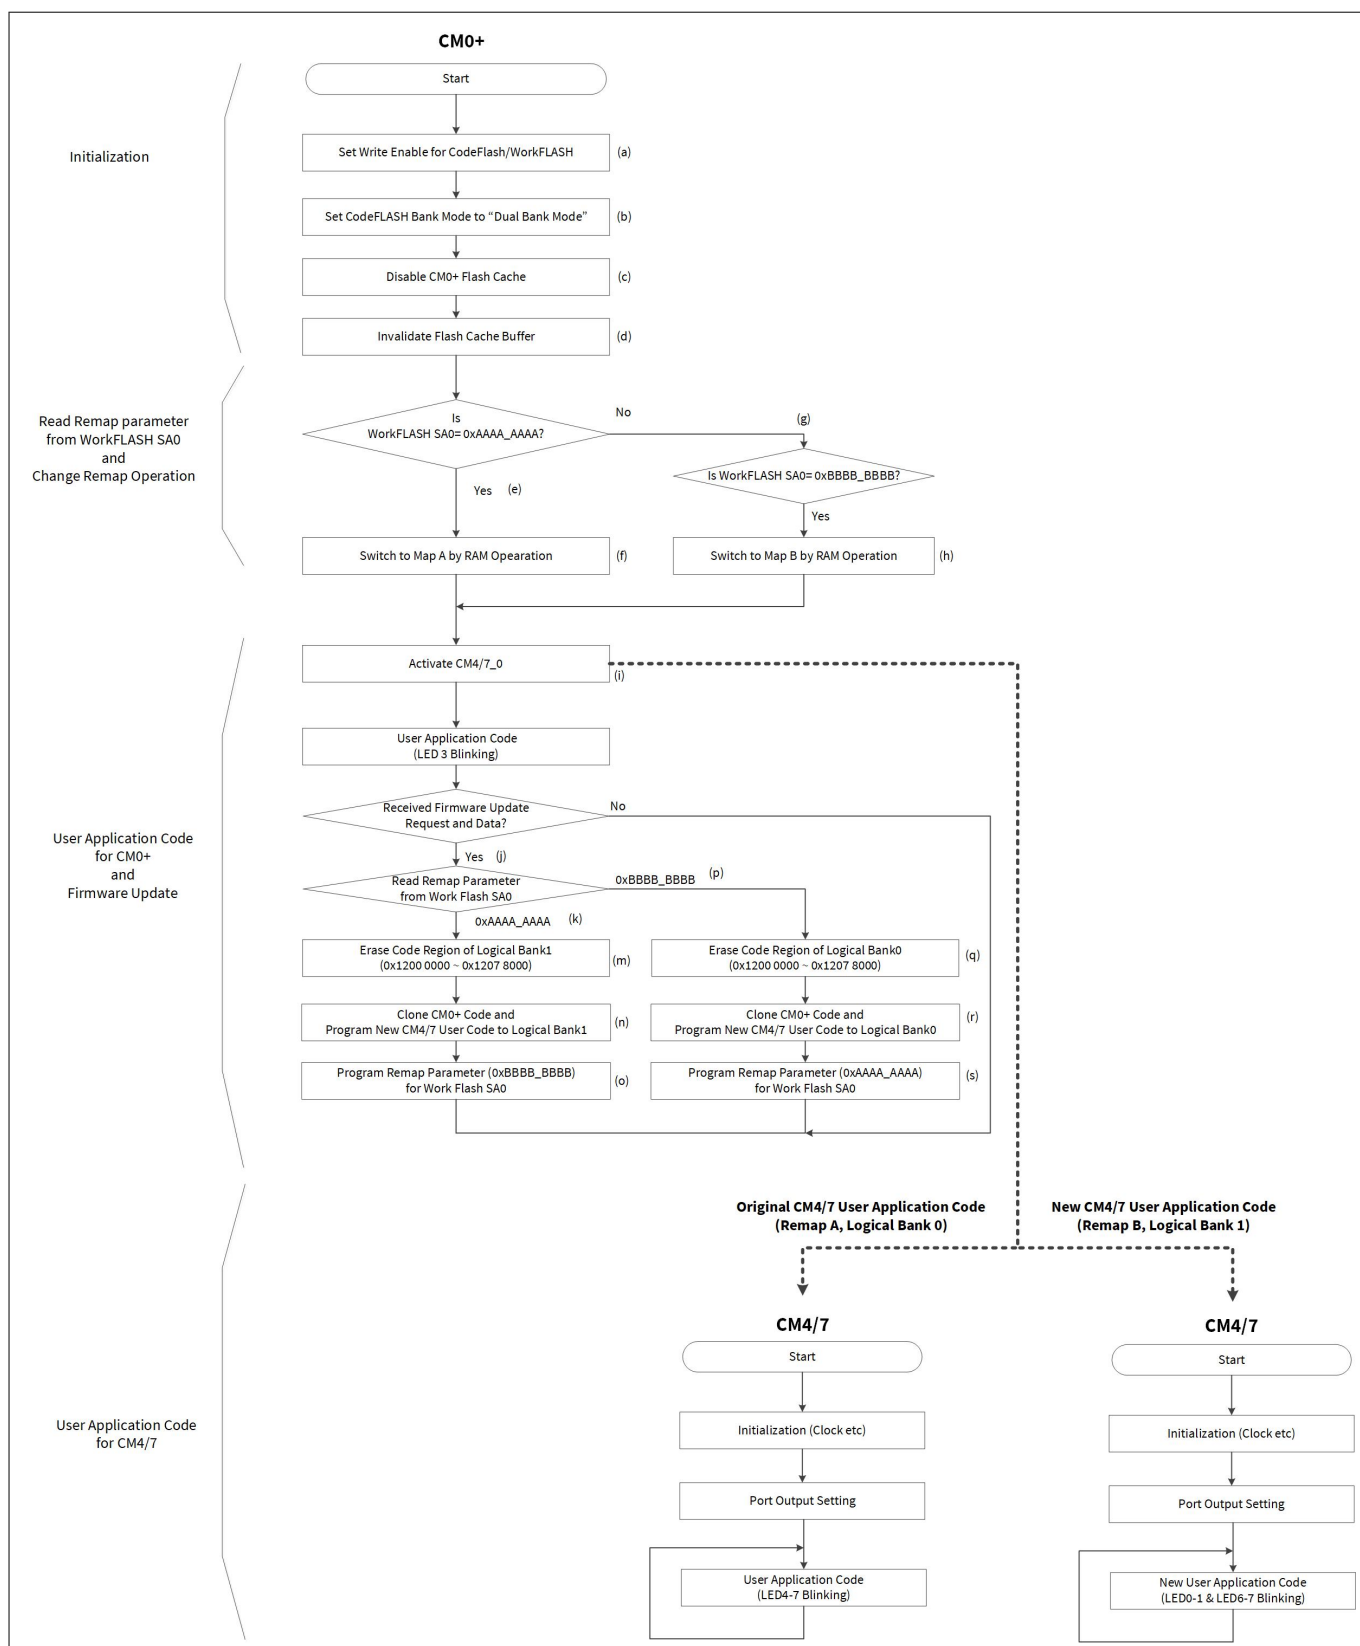 CM0+
Start
Initialization
Set Write Enable for CodeFlash/WorkFLASH
(a)
Set CodeFLASH Bank Mode to “Dual Bank Mode”
(b)
Disable CM0+ Flash Cache
(c)
Invalidate Flash Cache Buffer
(d)
Read Remap parameter
from WorkFLASH SA0
and
Change Remap Operation
Is
WorkFLASH SA0= 0xAAAA_AAAA?
No
(g)
Is WorkFLASH SA0= 0xBBBB_BBBB?
Yes
(e)
Yes
Switch to Map A by RAM Opearation
(f)
Switch to Map B by RAM Operation
(h)
Activate CM4/7_0
(i)
User Application Code
(LED 3 Blinking)
User Application Code
for CM0+
and
Firmware Update
Received Firmware Update
Request and Data?
No
Yes
(j)
Read Remap Parameter
from Work Flash SA0
0xBBBB_BBBB
(p)
0xAAAA_AAAA
(k)
Erase Code Region of Logical Bank1
(0x1200 0000 ~ 0x1207 8000)
(m)
Erase Code Region of Logical Bank0
(0x1200 0000 ~ 0x1207 8000)
(q)
Clone CM0+ Code and
Program New CM4/7 User Code to Logical Bank1
(n)
Clone CM0+ Code and
Program New CM4/7 User Code to Logical Bank0
(r)
Program Remap Parameter (0xBBBB_BBBB)
for Work Flash SA0
(o)
Program Remap Parameter (0xAAAA_AAAA)
for Work Flash SA0
(s)
Original CM4/7 User Application Code
(Remap A, Logical Bank 0)
New CM4/7 User Application Code
(Remap B, Logical Bank 1)
User Application Code
for CM4/7
CM4/7
Start
Initialization (Clock etc)
Port Output Setting
User Application Code
(LED4-7 Blinking)
CM4/7
Start
Initialization (Clock etc)
Port Output Setting
New User Application Code
(LED0-1 & LED6-7 Blinking)